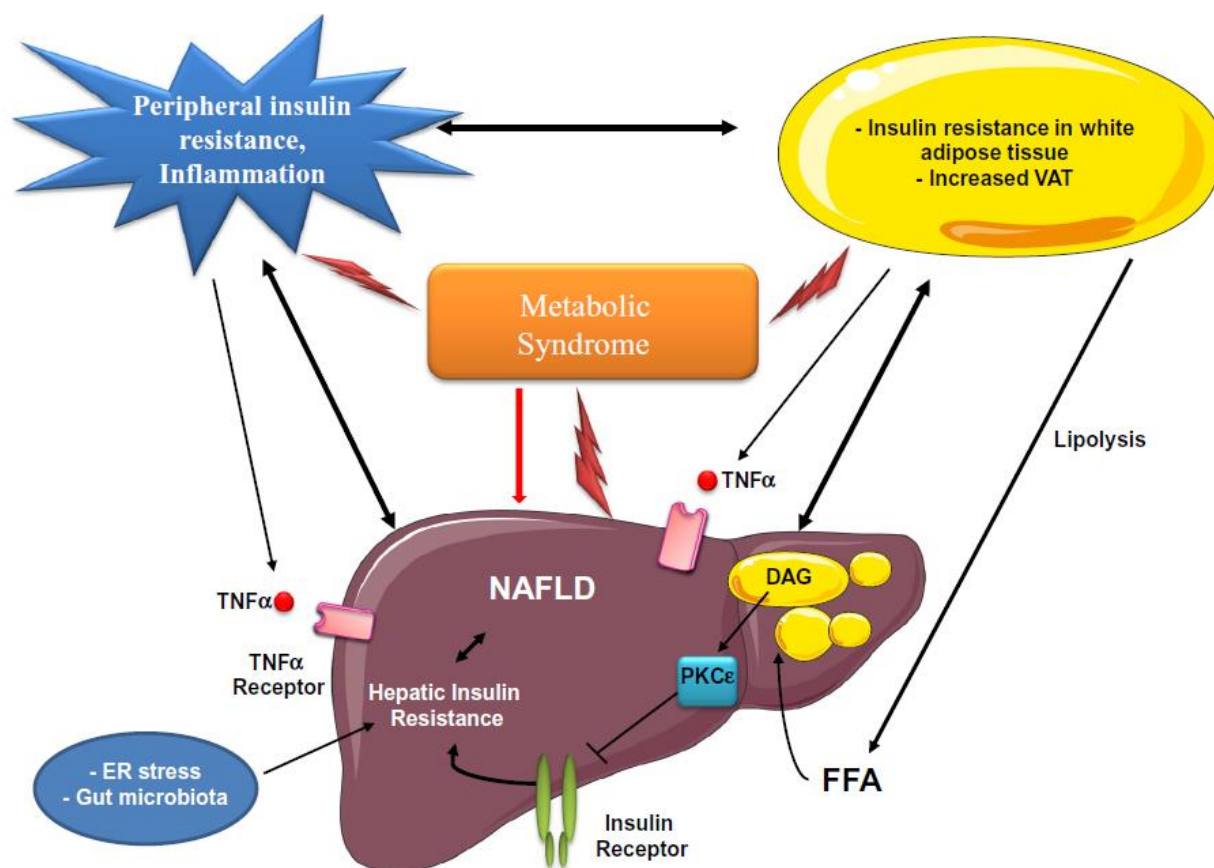 Peripheral insulin
resistance,
Inflammation
- Insulin resistance in white
adipose tissue
- Increased VAT
Metabolic
Syndrome
Lipolysis
TNFα
NAFLD
DAG
TNFα
TNFα
Receptor
PKCε
Hepatic Insulin
Resistance
- ER stress
- Gut microbiota
FFA
Insulin
Receptor